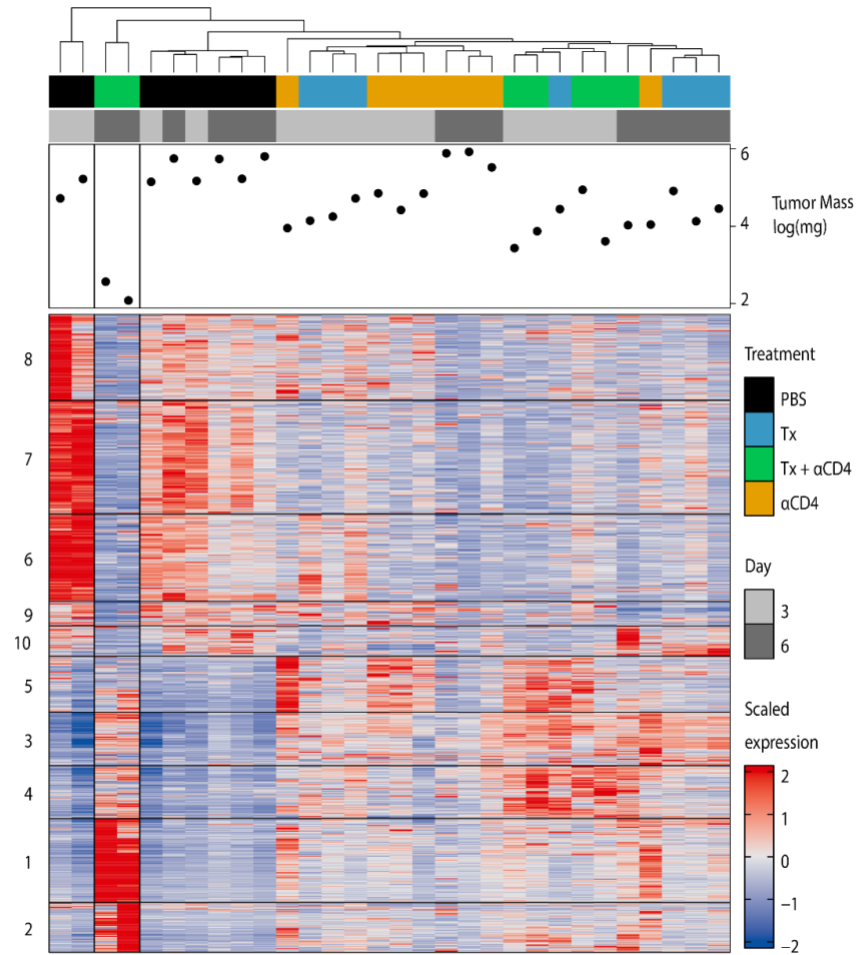 6
4
2
Tumor Mass
log(mg)
8
7
6
9
10
5
3
4
1
2
Treatment
PBS
Tx
Tx + αCD4
αCD4
Day
3
6
Scaled
expression
2
1
0
−1
−2